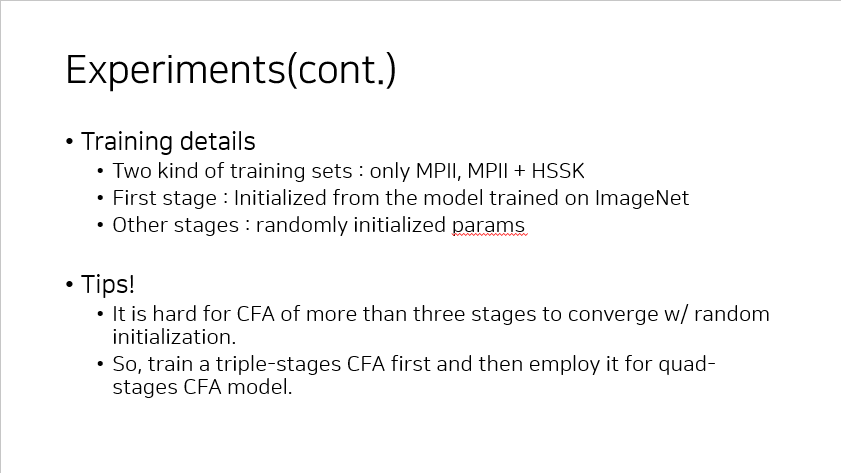 Experiments(cont.)
• Training details
• Two kind of training sets : only MPII, MPII + HSSK
• First stage : Initialized from the model trained on ImageNet
• Other stages : randomly initialized params
• Tips!
• It is hard for CFA of more than three stages to converge w/ random
initialization.
• So, train a triple-stages CFA first and then employ it for quad-
stages CFA model.